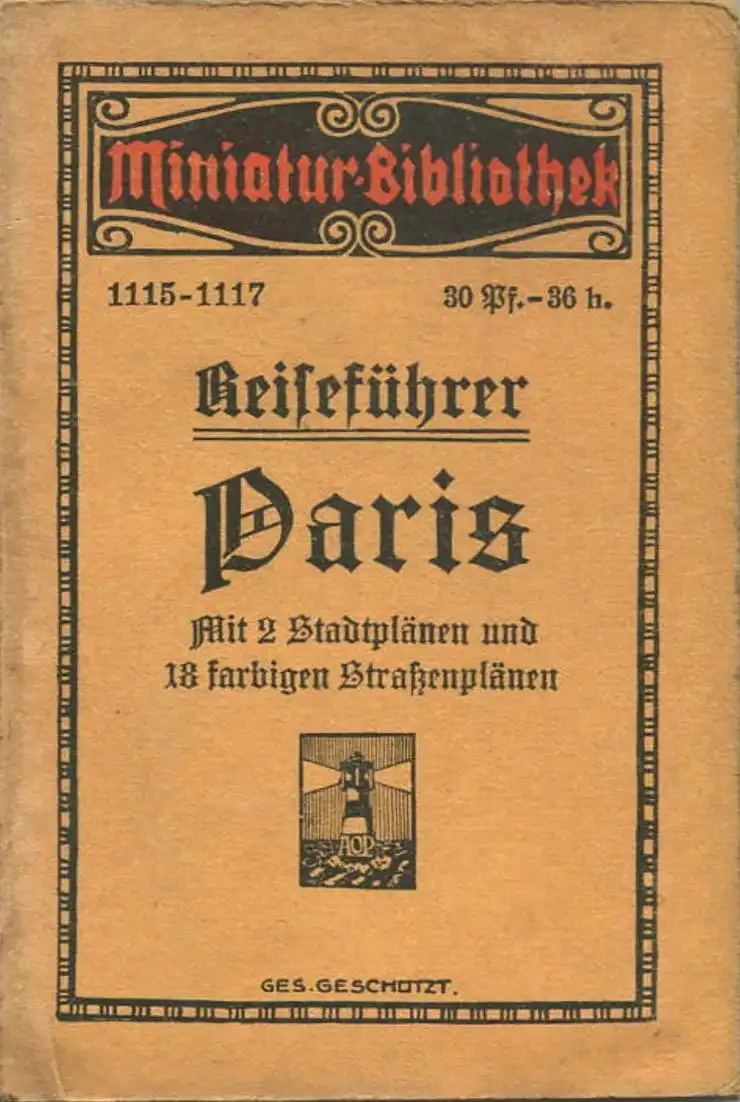 Miniatur-Bibliothek
1115-1117 30 Pf.-36 h.
Reiseführer
Paris
Mit 2 Stadtplänen und
18 farbigen Straßenplänen
AOP
GES. GESCHÜTZT.